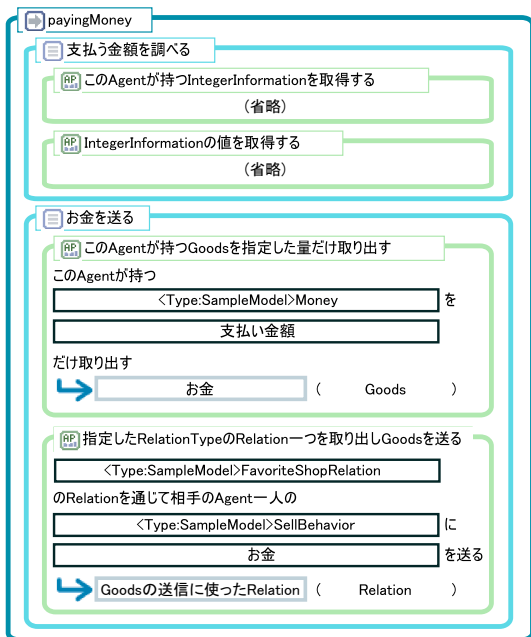 payingMoney
支払う金額を調べる
このAgentが持つIntegerInformationを取得する
(省略)
IntegerInformationの値を取得する
(省略)
お金を送る
このAgentが持つGoodsを指定した量だけ取り出す
このAgentが持つ
<Type:SampleModel>Money を
支払い金額
だけ取り出す
お金 ( Goods )
指定したRelationTypeのRelation一つを取り出しGoodsを送る
<Type:SampleModel>FavoriteShopRelation
のRelationを通じて相手のAgent一人の
<Type:SampleModel>SellBehavior に
お金 を送る
Goodsの送信に使ったRelation ( Relation )